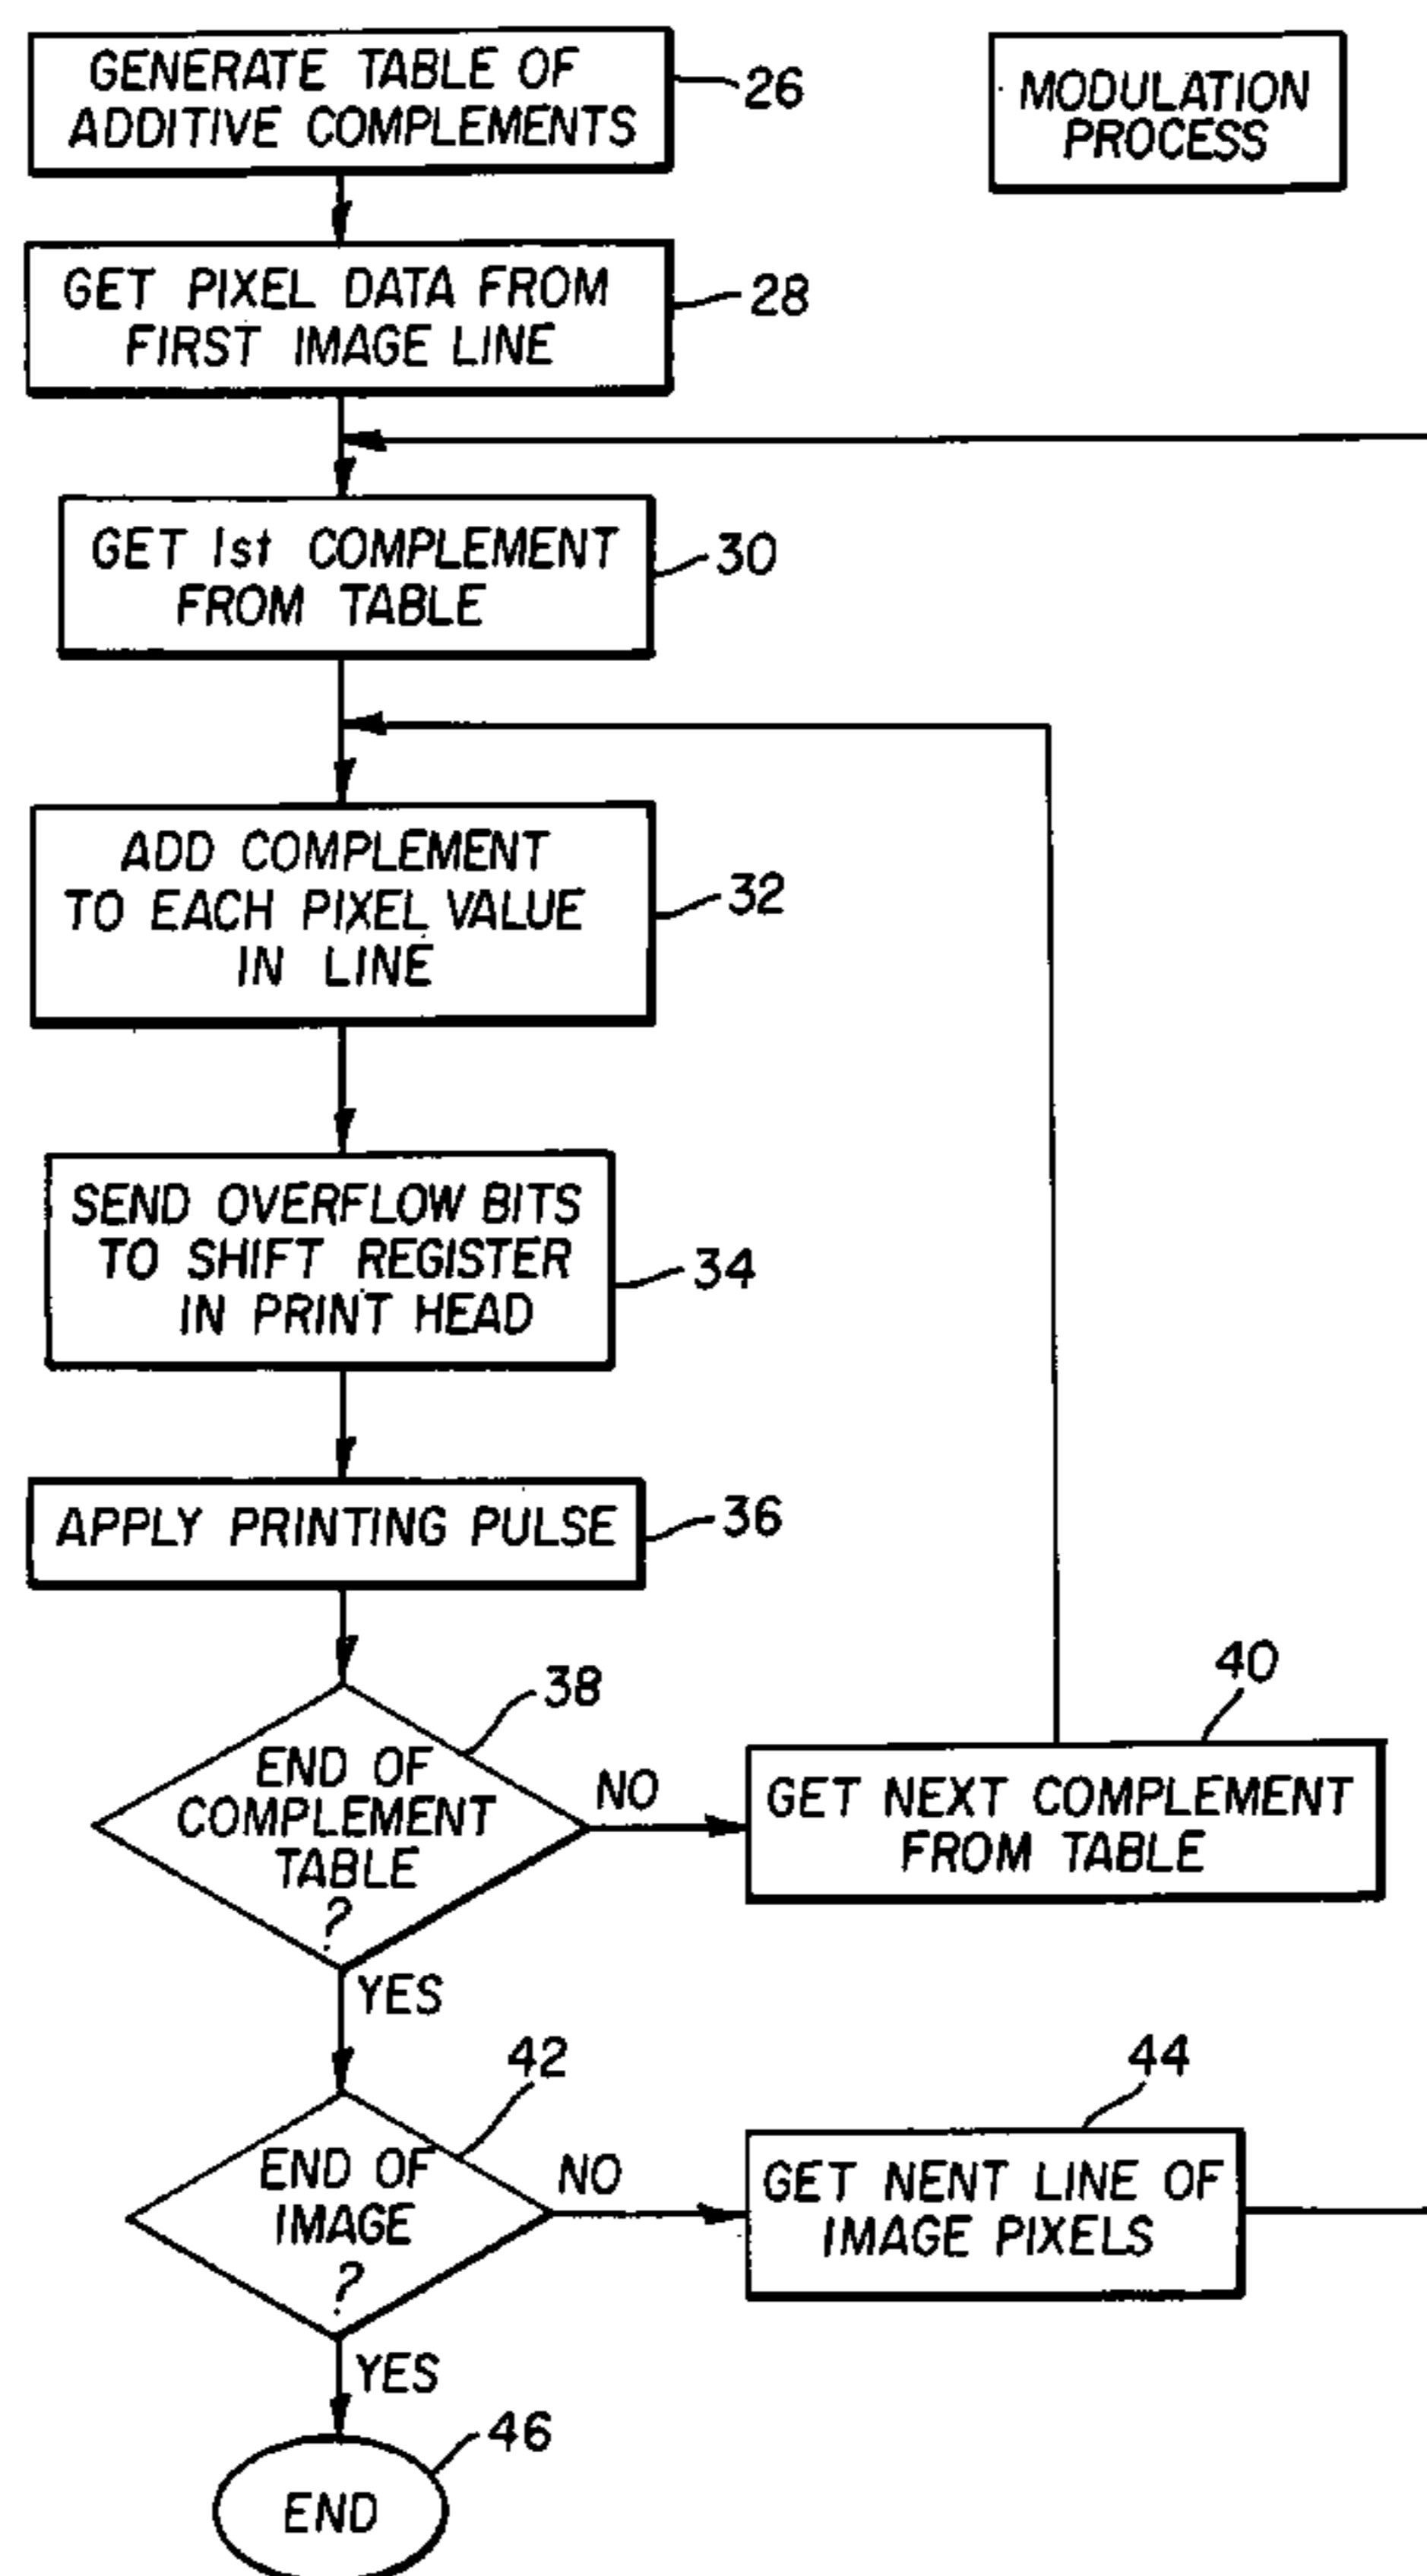 GENERATE TABLE OF
ADDITIVE COMPLEMENTS
26
MODULATION
PROCESS
GET PIXEL DATA FROM
FIRST IMAGE LINE
28
GET 1st COMPLEMENT
FROM TABLE
30
ADD COMPLEMENT
TO EACH PIXEL VALUE
IN LINE
32
SEND OVERFLOW BITS
TO SHIFT REGISTER
IN PRINT HEAD
34
APPLY PRINTING PULSE
36
END OF
COMPLEMENT
TABLE
?
38
NO
GET NEXT COMPLEMENT
FROM TABLE
40
YES
END OF
IMAGE
?
42
NO
GET NENT LINE OF
IMAGE PIXELS
44
YES
END
46